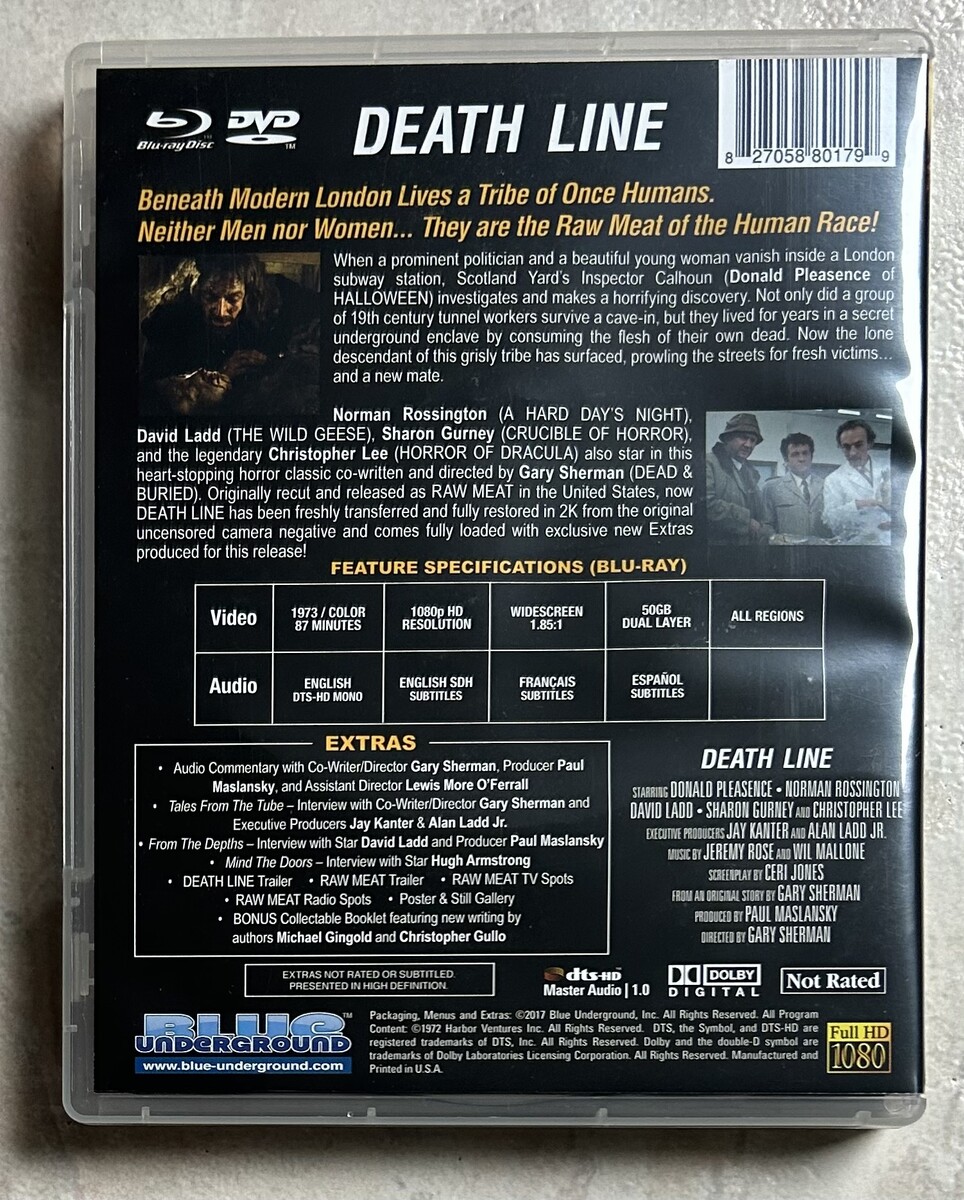 Blu-ray Disc DVD
DEATH LINE
8 27058 80179 9
Beneath Modern London Lives a Tribe of Once Humans.
Neither Men nor Women... They are the Raw Meat of the Human Race!
When a prominent politician and a beautiful young woman vanish inside a London
subway station, Scotland Yard's Inspector Calhoun (Donald Pleasence of
HALLOWEEN) investigates and makes a horrifying discovery. Not only did a group
of 19th century tunnel workers survive a cave-in, but they lived for years in a secret
underground enclave by consuming the flesh of their own dead. Now the lone
descendant of this grisly tribe has surfaced, prowling the streets for fresh victims...
and a new mate.
Norman Rossington (A HARD DAY'S NIGHT),
David Ladd (THE WILD GEESE), Sharon Gurney (CRUCIBLE OF HORROR),
and the legendary Christopher Lee (HORROR OF DRACULA) also star in this
heart-stopping horror classic co-written and directed by Gary Sherman (DEAD &
BURIED). Originally recut and released as RAW MEAT in the United States, now
DEATH LINE has been freshly transferred and fully restored in 2K from the original
uncensored camera negative and comes fully loaded with exclusive new Extras
produced for this release!
FEATURE SPECIFICATIONS (BLU-RAY)
Video
1973 / COLOR
87 MINUTES
1080p HD
RESOLUTION
WIDESCREEN
1.85:1
50GB
DUAL LAYER
ALL REGIONS
Audio
ENGLISH
DTS-HD MONO
ENGLISH SDH
SUBTITLES
FRANÇAIS
SUBTITLES
ESPAÑOL
SUBTITLES
EXTRAS
• Audio Commentary with Co-Writer/Director Gary Sherman, Producer Paul
Maslansky, and Assistant Director Lewis More O'Ferrall
• Tales From The Tube – Interview with Co-Writer/Director Gary Sherman and
Executive Producers Jay Kanter & Alan Ladd Jr.
• From The Depths – Interview with Star David Ladd and Producer Paul Maslansky
• Mind The Doors – Interview with Star Hugh Armstrong
• DEATH LINE Trailer • RAW MEAT Trailer • RAW MEAT TV Spots
• RAW MEAT Radio Spots • Poster & Still Gallery
• BONUS Collectable Booklet featuring new writing by
authors Michael Gingold and Christopher Gullo
DEATH LINE
STARRING DONALD PLEASENCE • NORMAN ROSSINGTON
DAVID LADD • SHARON GURNEY AND CHRISTOPHER LEE
EXECUTIVE PRODUCERS JAY KANTER AND ALAN LADD JR.
MUSIC BY JEREMY ROSE AND WIL MALLONE
SCREENPLAY BY CERI JONES
FROM AN ORIGINAL STORY BY GARY SHERMAN
PRODUCED BY PAUL MASLANSKY
DIRECTED BY GARY SHERMAN
EXTRAS NOT RATED OR SUBTITLED.
PRESENTED IN HIGH DEFINITION.
dts-HD
Master Audio | 1.0
DOLBY
DIGITAL
Not Rated
BLUE
UNDERGROUND
TM
www.blue-underground.com
Packaging, Menus and Extras: ©2017 Blue Underground, Inc. All Rights Reserved. All Program
Content: ©1972 Harbor Ventures Inc. All Rights Reserved. DTS, the Symbol, and DTS-HD are
registered trademarks of DTS, Inc. All Rights Reserved. Dolby and the double-D symbol are
trademarks of Dolby Laboratories Licensing Corporation. All Rights Reserved. Manufactured and
Printed in U.S.A.
Full HD
1080